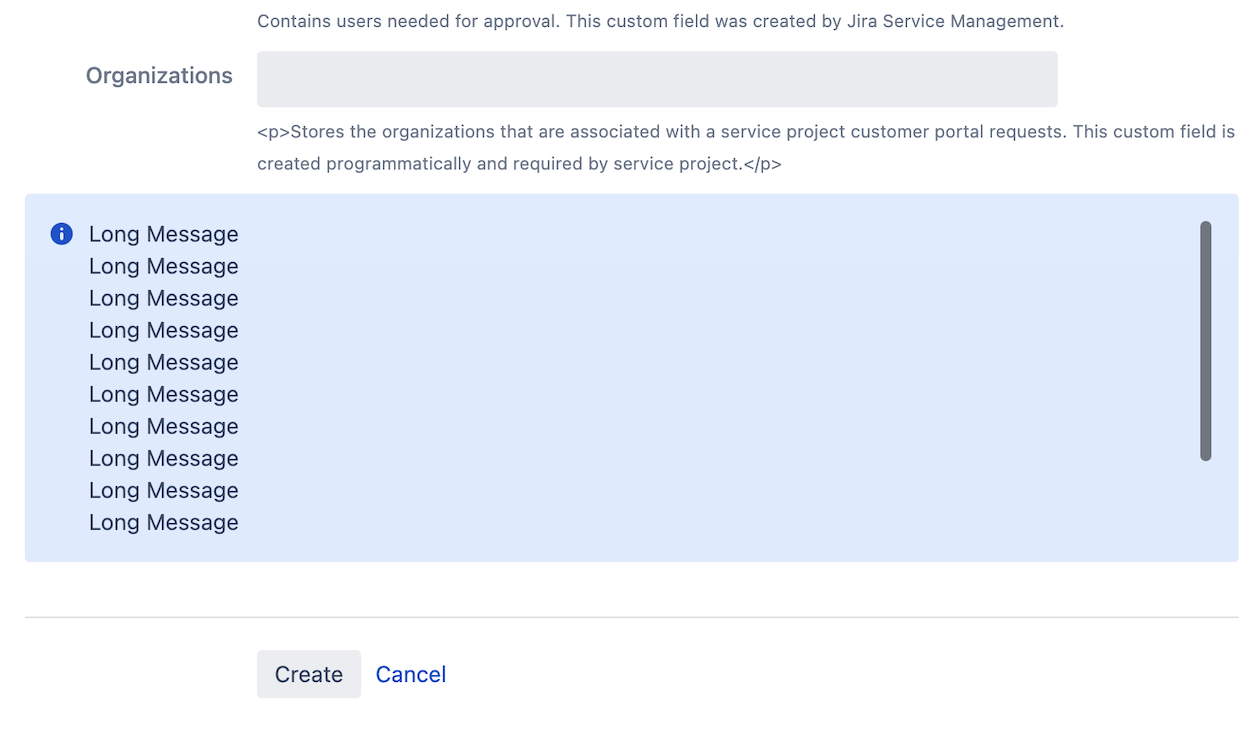 Contains users needed for approval. This custom field was created by Jira Service Management.
Organizations
<p>Stores the organizations that are associated with a service project customer portal requests. This custom field is
created programmatically and required by service project.</p>
Long Message
Long Message
Long Message
Long Message
Long Message
Long Message
Long Message
Long Message
Long Message
Long Message
Create Cancel